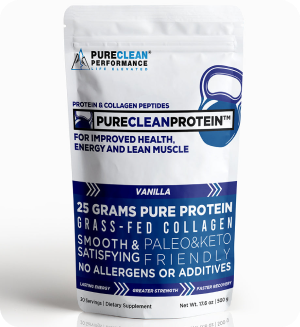 PURECLEAN®
PERFORMANCE
LIFE ELEVATED
PROTEIN & COLLAGEN PEPTIDES
PURECLEANPROTEIN™
FOR IMPROVED HEALTH,
ENERGY AND LEAN MUSCLE
VANILLA
25 GRAMS PURE PROTEIN
GRASS-FED COLLAGEN
SMOOTH & SATISFYING
PALEO&KETO FRIENDLY
NO ALLERGENS OR ADDITIVES
LASTING ENERGY GREATER STRENGTH FASTER RECOVERY
20 Servings | Dietary Supplement Net Wt. 17.6 oz | 500 g